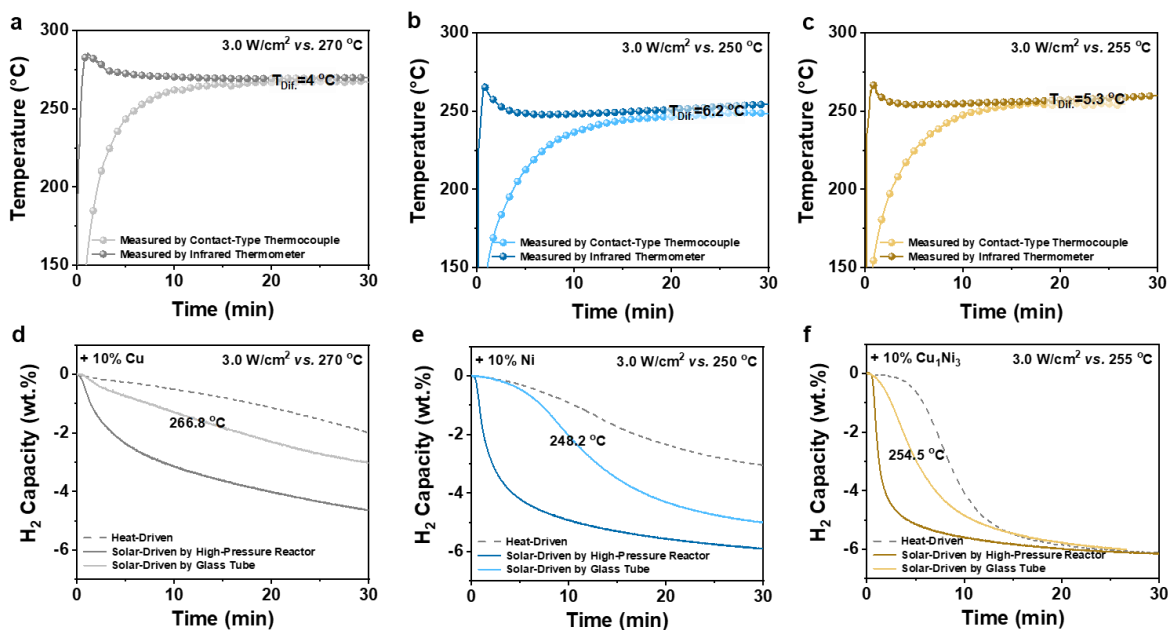 a
3.0 W/cm² vs. 270 °C
T_Dif.=4 °C
Temperature (°C)
300
250
200
150
Measured by Contact-Type Thermocouple
Measured by Infrared Thermometer
0 10 20 30
Time (min)
b
3.0 W/cm² vs. 250 °C
T_Dif.=6.2 °C
Temperature (°C)
300
250
200
150
Measured by Contact-Type Thermocouple
Measured by Infrared Thermometer
0 10 20 30
Time (min)
c
3.0 W/cm² vs. 255 °C
T_Dif.=5.3 °C
Temperature (°C)
300
250
200
150
Measured by Contact-Type Thermocouple
Measured by Infrared Thermometer
0 10 20 30
Time (min)
d
+ 10% Cu
3.0 W/cm² vs. 270 °C
266.8 °C
H₂ Capacity (wt.%)
0
-2
-4
-6
Heat-Driven
Solar-Driven by High-Pressure Reactor
Solar-Driven by Glass Tube
0 10 20 30
Time (min)
e
+ 10% Ni
3.0 W/cm² vs. 250 °C
248.2 °C
H₂ Capacity (wt.%)
0
-2
-4
-6
Heat-Driven
Solar-Driven by High-Pressure Reactor
Solar-Driven by Glass Tube
0 10 20 30
Time (min)
f
+ 10% Cu₁Ni₃
3.0 W/cm² vs. 255 °C
254.5 °C
H₂ Capacity (wt.%)
0
-2
-4
-6
Heat-Driven
Solar-Driven by High-Pressure Reactor
Solar-Driven by Glass Tube
0 10 20 30
Time (min)